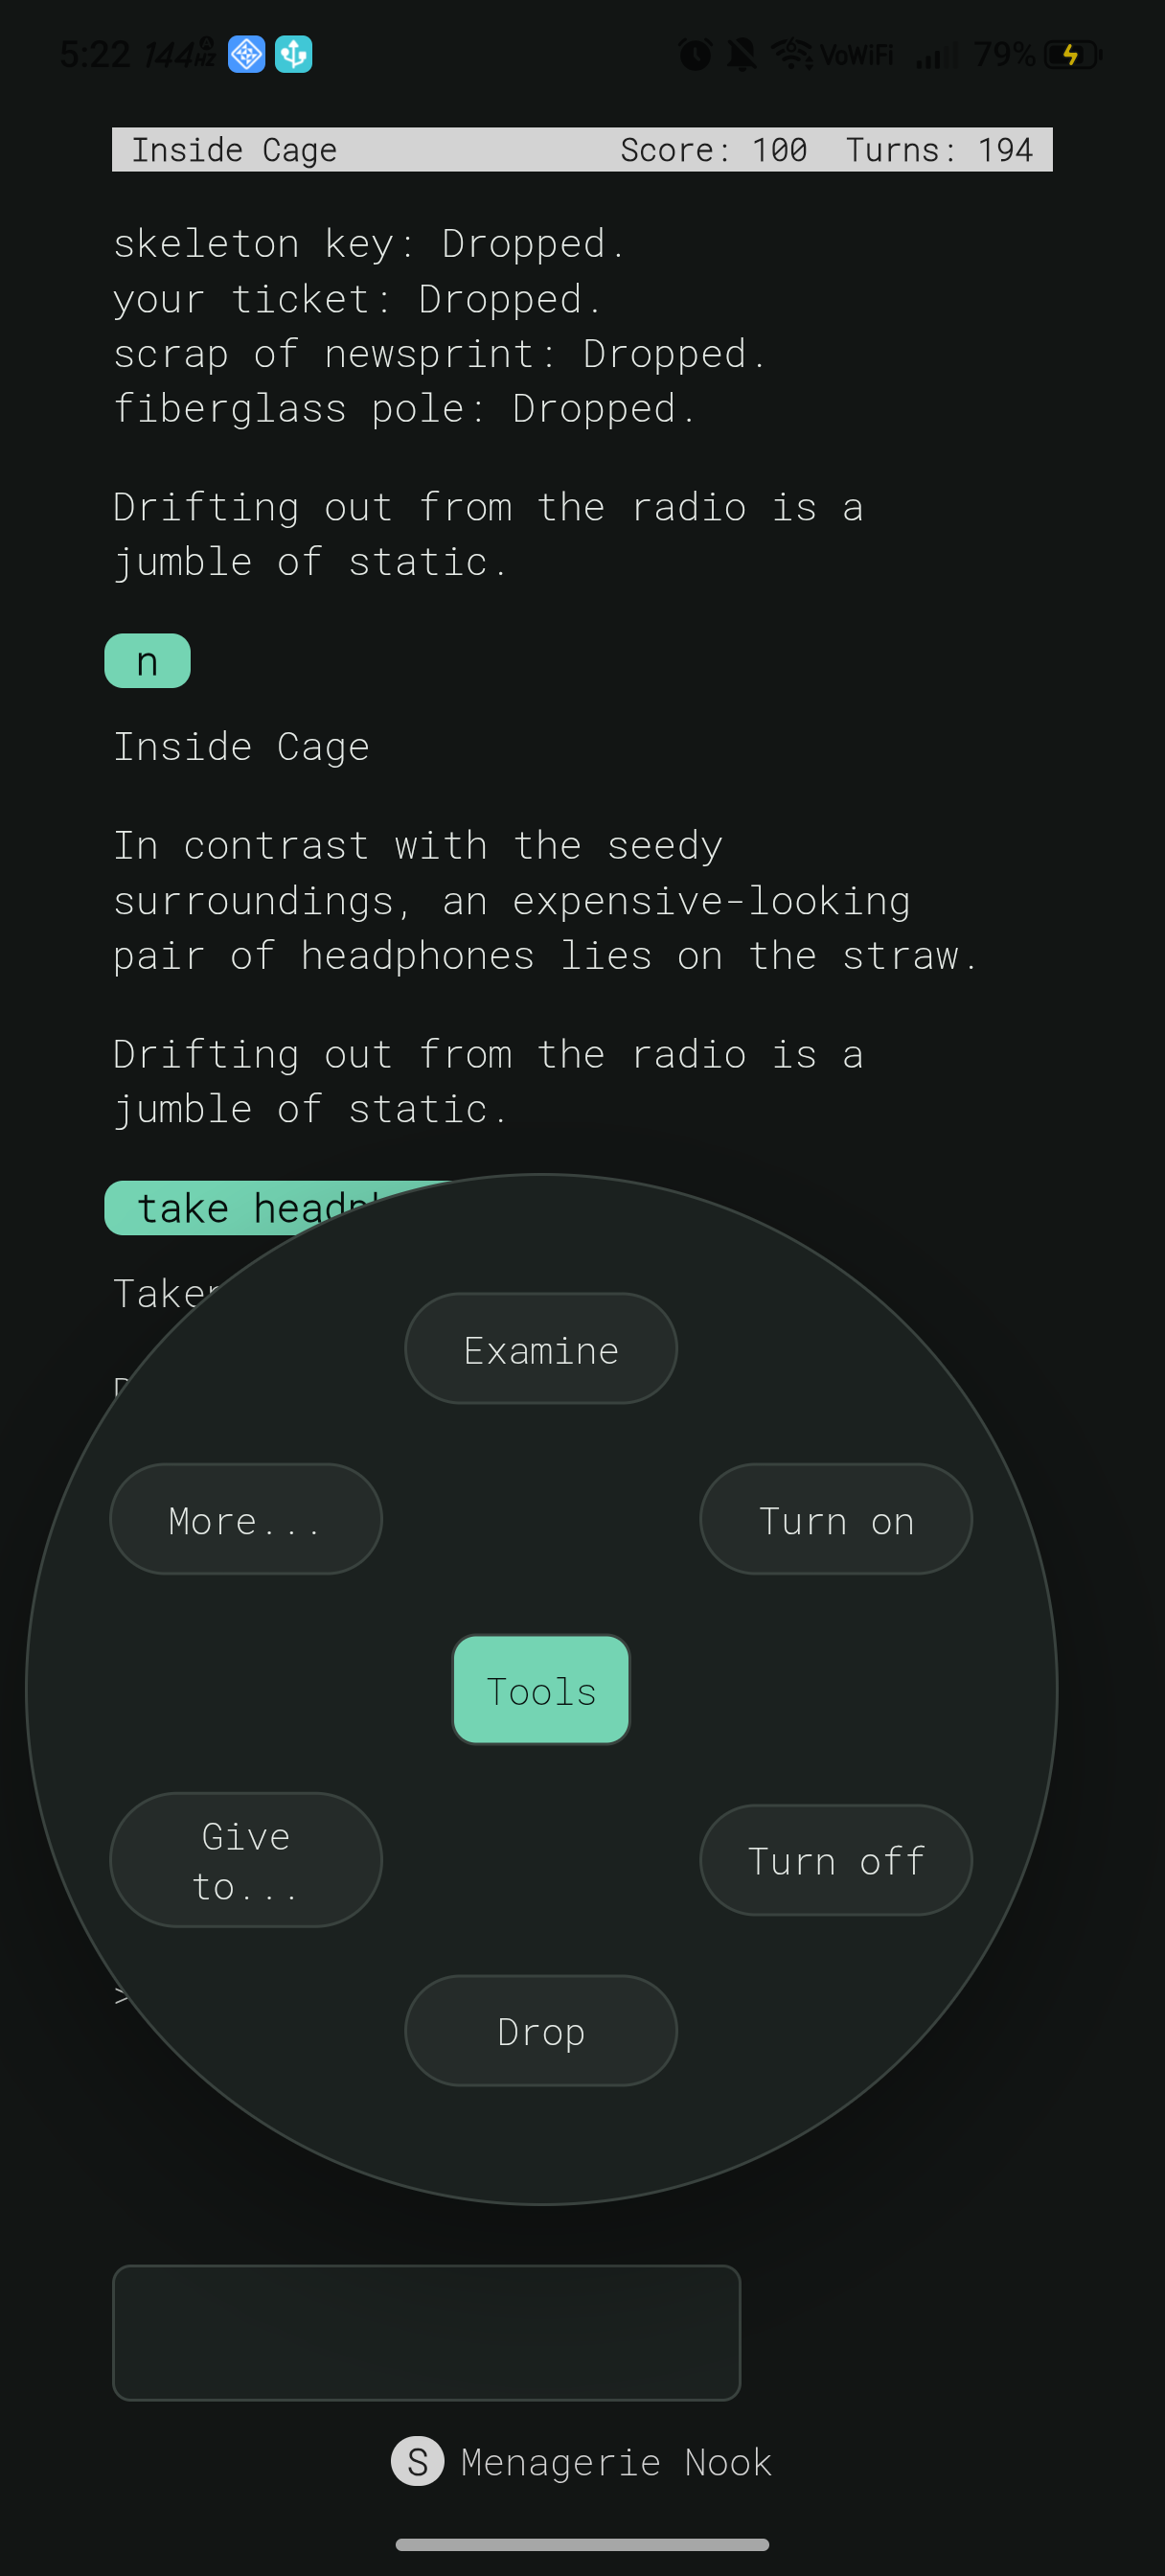 5:22 144HZ VoWiFi 79%
Inside Cage Score: 100 Turns: 194
skeleton key: Dropped.
your ticket: Dropped.
scrap of newsprint: Dropped.
fiberglass pole: Dropped.
Drifting out from the radio is a
jumble of static.
n
Inside Cage
In contrast with the seedy
surroundings, an expensive-looking
pair of headphones lies on the straw.
Drifting out from the radio is a
jumble of static.
take
Examine
More...
Turn on
Tools
Give
to...
Turn off
>
Drop
S Menagerie Nook